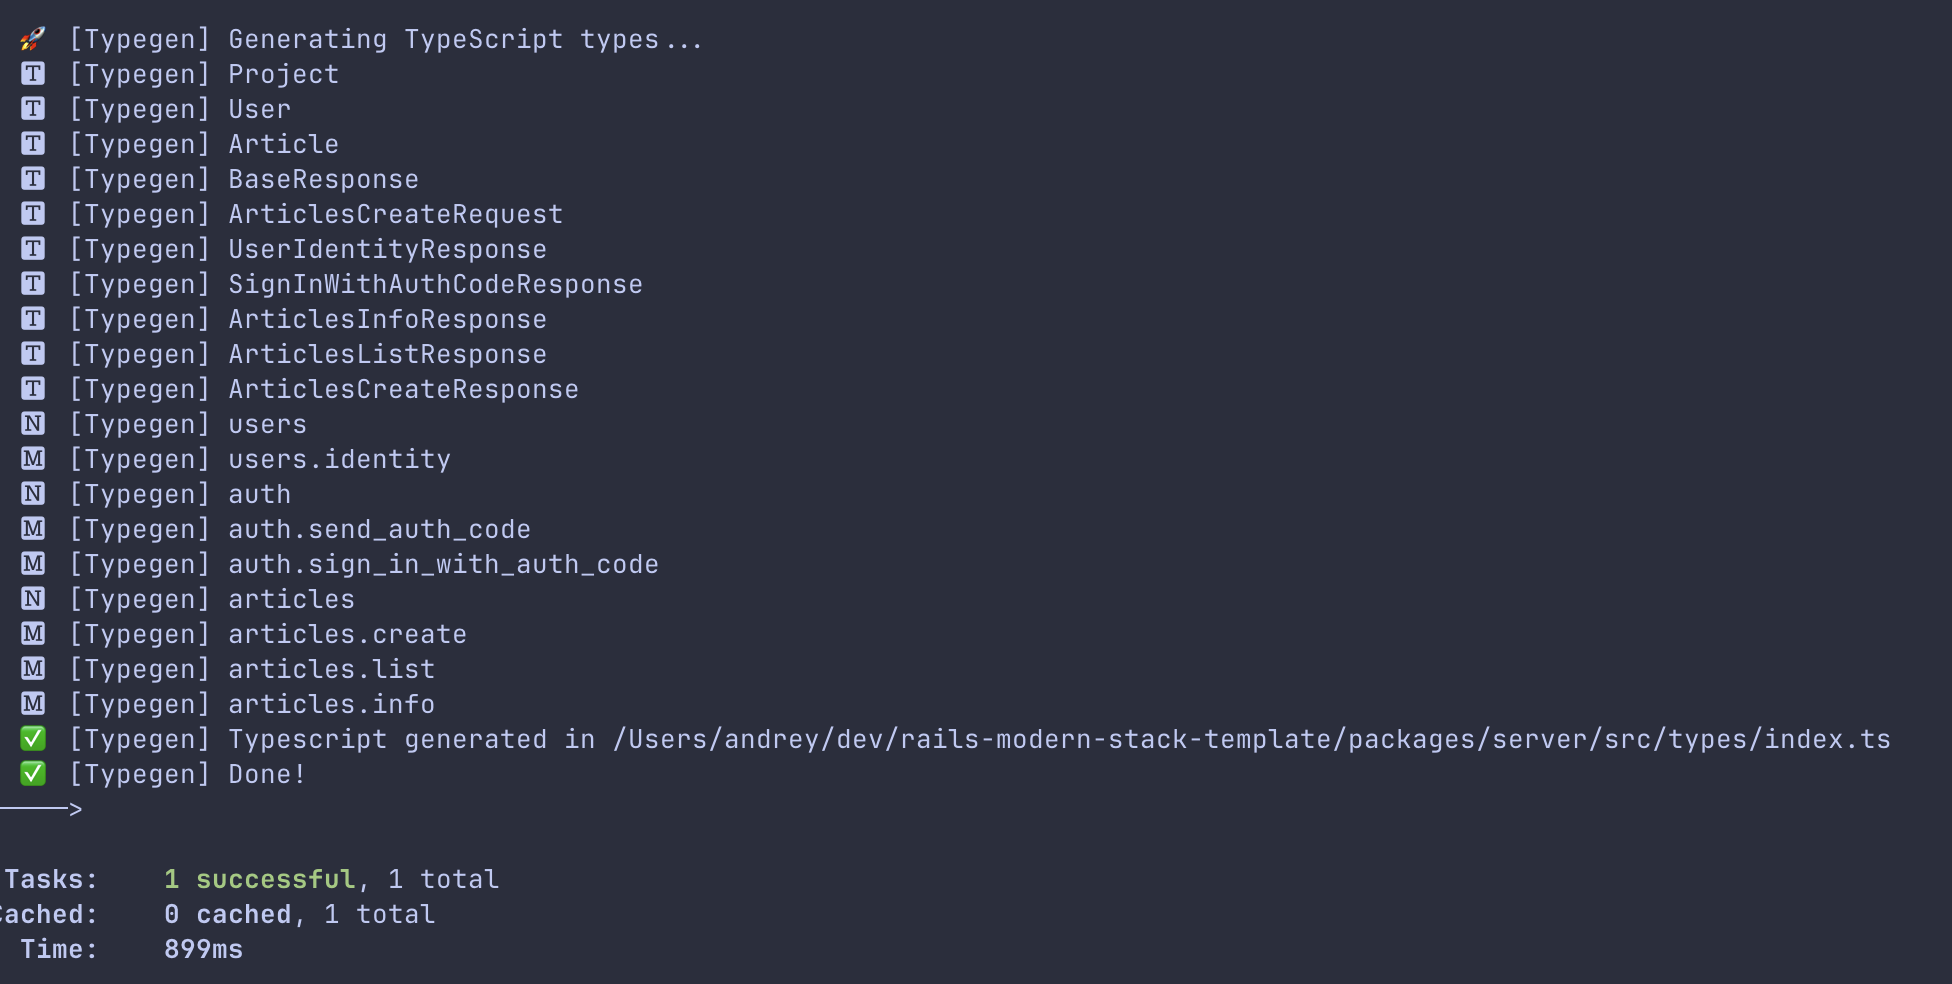 🚀 [Typegen] Generating TypeScript types...
🆃 [Typegen] Project
🆃 [Typegen] User
🆃 [Typegen] Article
🆃 [Typegen] BaseResponse
🆃 [Typegen] ArticlesCreateRequest
🆃 [Typegen] UserIdentityResponse
🆃 [Typegen] SignInWithAuthCodeResponse
🆃 [Typegen] ArticlesInfoResponse
🆃 [Typegen] ArticlesListResponse
🆃 [Typegen] ArticlesCreateResponse
🅽 [Typegen] users
🅼 [Typegen] users.identity
🅽 [Typegen] auth
🅼 [Typegen] auth.send_auth_code
🅼 [Typegen] auth.sign_in_with_auth_code
🅽 [Typegen] articles
🅼 [Typegen] articles.create
🅼 [Typegen] articles.list
🅼 [Typegen] articles.info
✅ [Typegen] Typescript generated in /Users/andrey/dev/rails-modern-stack-template/packages/server/src/types/index.ts
✅ [Typegen] Done!
────>
Tasks: 1 successful, 1 total
Cached: 0 cached, 1 total
Time: 899ms